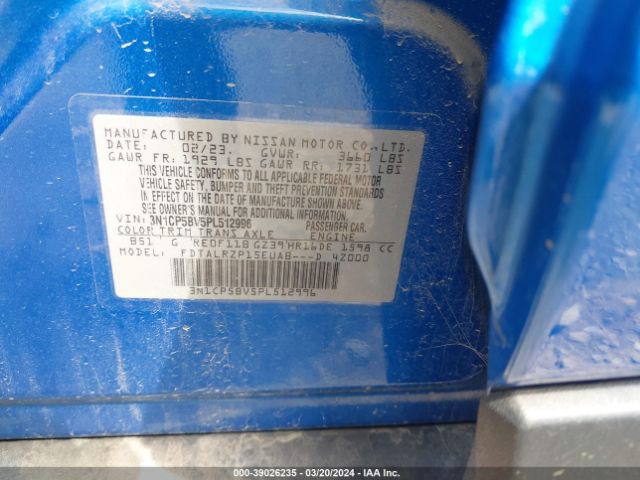 MANUFACTURED BY NISSAN MOTOR CO.,LTD.
DATE: 02/23. GVWR: 3660 LBS
GAWR FR: 1929 LBS GAWR RR: 1731 LBS
THIS VEHICLE CONFORMS TO ALL APPLICABLE FEDERAL MOTOR
VEHICLE SAFETY, BUMPER AND THEFT PREVENTION STANDARDS
IN EFFECT ON THE DATE OF MANUFACTURE SHOWN ABOVE.
SEE OWNER'S MANUAL FOR ADDITIONAL INFORMATION.
VIN: 3N1CP5BV5PL512996 PASSENGER CAR.
COLOR TRIM TRANS AXLE ENGINE
B51 G RE0F11B GZ39 HR16DE 1598 CC
MODEL: FDTALRZP15EUAB---D 4Z000
3N1CP5BV5PL512996
000-39026235 - 03/20/2024 - IAA Inc.